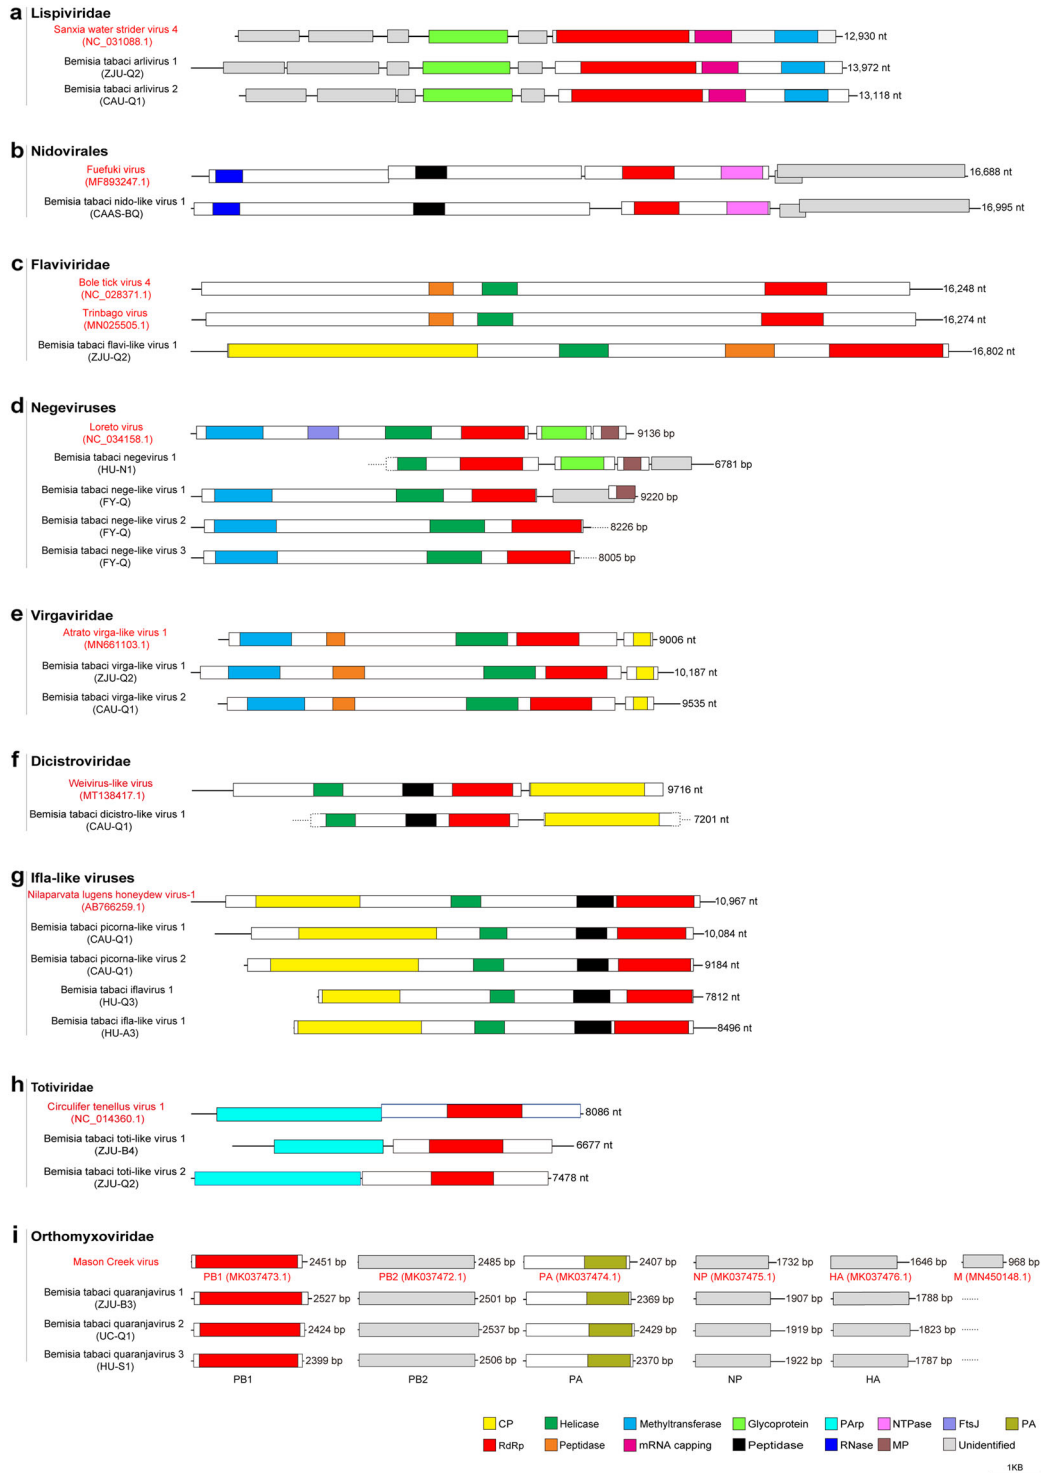 a Lispiviridae
Sanxia water strider virus 4
(NC_031088.1)
12,930 nt
Bemisia tabaci arlivirus 1
(ZJU-Q2)
13,972 nt
Bemisia tabaci arlivirus 2
(CAU-Q1)
13,118 nt
b Nidovirales
Fuefuki virus
(MF893247.1)
16,688 nt
Bemisia tabaci nido-like virus 1
(CAAS-BQ)
16,995 nt
c Flaviviridae
Bole tick virus 4
(NC_028371.1)
16,248 nt
Trinbago virus
(MN025505.1)
16,274 nt
Bemisia tabaci flavi-like virus 1
(ZJU-Q2)
16,802 nt
d Negeviruses
Loreto virus
(NC_034158.1)
9136 bp
Bemisia tabaci negevirus 1
(HU-N1)
6781 bp
Bemisia tabaci nege-like virus 1
(FY-Q)
9220 bp
Bemisia tabaci nege-like virus 2
(FY-Q)
8226 bp
Bemisia tabaci nege-like virus 3
(FY-Q)
8005 bp
e Virgaviridae
Atrato virga-like virus 1
(MN661103.1)
9006 nt
Bemisia tabaci virga-like virus 1
(ZJU-Q2)
10,187 nt
Bemisia tabaci virga-like virus 2
(CAU-Q1)
9535 nt
f Dicistroviridae
Weivirus-like virus
(MT138417.1)
9716 nt
Bemisia tabaci dicistro-like virus 1
(CAU-Q1)
7201 nt
g Ifla-like viruses
Nilaparvata lugens honeydew virus-1
(AB766259.1)
10,967 nt
Bemisia tabaci picorna-like virus 1
(CAU-Q1)
10,084 nt
Bemisia tabaci picorna-like virus 2
(CAU-Q1)
9184 nt
Bemisia tabaci iflavirus 1
(HU-Q3)
7812 nt
Bemisia tabaci ifla-like virus 1
(HU-A3)
8496 nt
h Totiviridae
Circulifer tenellus virus 1
(NC_014360.1)
8086 nt
Bemisia tabaci toti-like virus 1
(ZJU-B4)
6677 nt
Bemisia tabaci toti-like virus 2
(ZJU-Q2)
7478 nt
i Orthomyxoviridae
Mason Creek virus
2451 bp 2485 bp 2407 bp 1732 bp 1646 bp 968 bp
PB1 (MK037473.1) PB2 (MK037472.1) PA (MK037474.1) NP (MK037475.1) HA (MK037476.1) M (MN450148.1)
Bemisia tabaci quaranjavirus 1
(ZJU-B3)
2527 bp 2501 bp 2369 bp 1907 bp 1788 bp
Bemisia tabaci quaranjavirus 2
(UC-Q1)
2424 bp 2537 bp 2429 bp 1919 bp 1823 bp
Bemisia tabaci quaranjavirus 3
(HU-S1)
2399 bp 2506 bp 2370 bp 1922 bp 1787 bp
PB1 PB2 PA NP HA
CP Helicase Methyltransferase Glycoprotein PArp NTPase FtsJ PA
RdRp Peptidase mRNA capping Peptidase RNase MP Unidentified
1KB